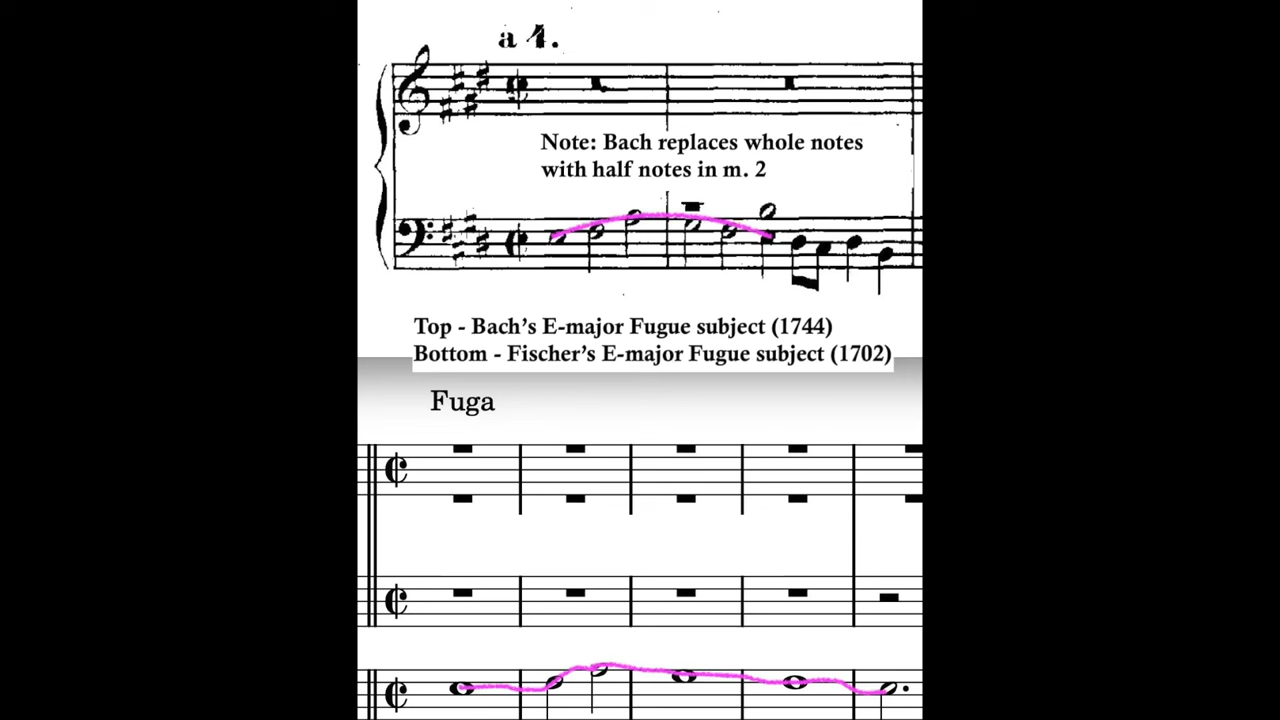 a 4.
Note: Bach replaces whole notes
with half notes in m. 2
Top - Bach's E-major Fugue subject (1744)
Bottom - Fischer's E-major Fugue subject (1702)
Fuga